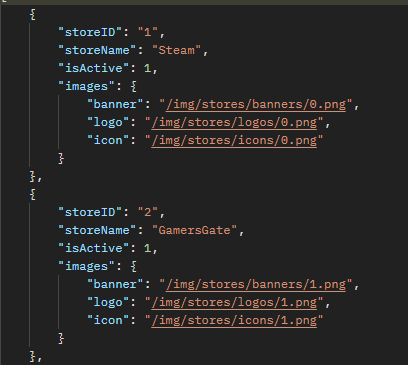 {
"storeID": "1",
"storeName": "Steam",
"isActive": 1,
"images": {
"banner": "/img/stores/banners/0.png",
"logo": "/img/stores/logos/0.png",
"icon": "/img/stores/icons/0.png"
}
},
{
"storeID": "2",
"storeName": "GamersGate",
"isActive": 1,
"images": {
"banner": "/img/stores/banners/1.png",
"logo": "/img/stores/logos/1.png",
"icon": "/img/stores/icons/1.png"
}
},